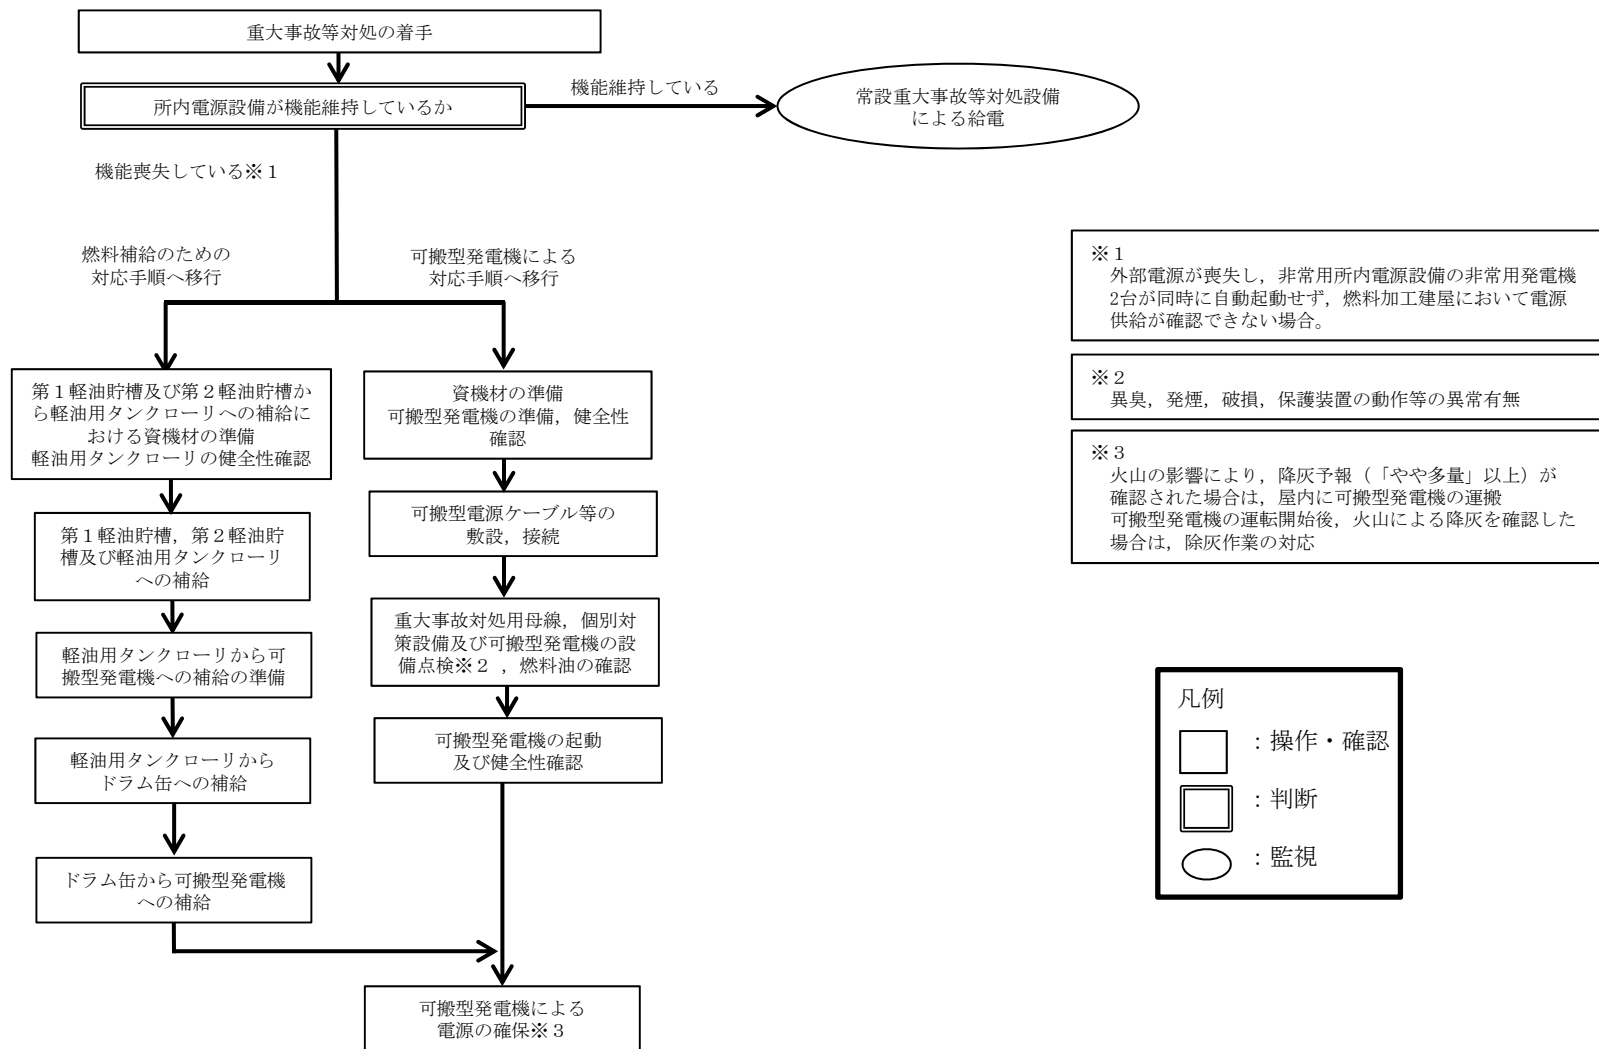 重大事故等対処の着手
所内電源設備が機能維持しているか
機能維持している
常設重大事故等対処設備
による給電
機能喪失している※１
燃料補給のための
対応手順へ移行
可搬型発電機による
対応手順へ移行
第１軽油貯槽及び第２軽油貯槽か
ら軽油用タンクローリへの補給に
おける資機材の準備
軽油用タンクローリの健全性確認
第１軽油貯槽，第２軽油貯
槽及び軽油用タンクローリ
への補給
軽油用タンクローリから可
搬型発電機への補給の準備
軽油用タンクローリから
ドラム缶への補給
ドラム缶から可搬型発電機
への補給
資機材の準備
可搬型発電機の準備，健全性
確認
可搬型電源ケーブル等の
敷設，接続
重大事故対処用母線，個別対
策設備及び可搬型発電機の設
備点検※２，燃料油の確認
可搬型発電機の起動
及び健全性確認
可搬型発電機による
電源の確保※３
※１
外部電源が喪失し，非常用所内電源設備の非常用発電機
2台が同時に自動起動せず，燃料加工建屋において電源
供給が確認できない場合。
※２
異臭，発煙，破損，保護装置の動作等の異常有無
※３
火山の影響により，降灰予報（「やや多量」以上）が
確認された場合は，屋内に可搬型発電機の運搬
可搬型発電機の運転開始後，火山による降灰を確認した
場合は，除灰作業の対応
凡例
：操作・確認
：判断
：監視